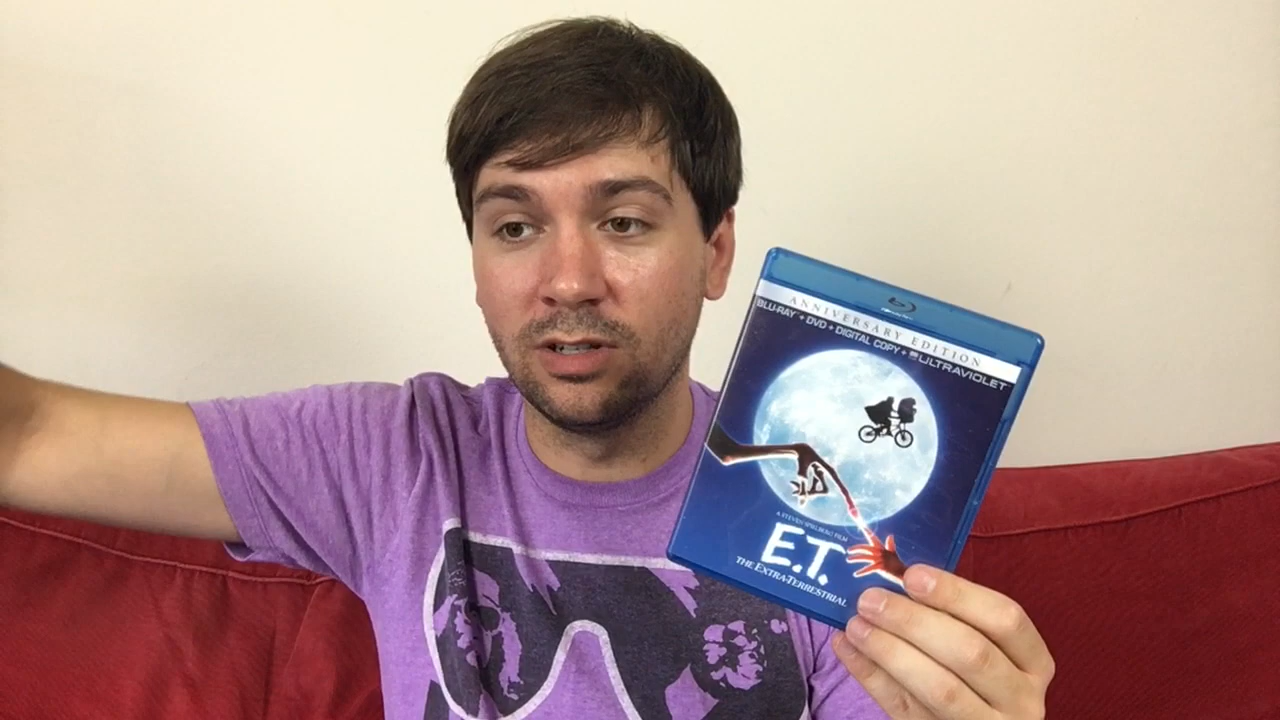 ANNIVERSARY EDITION
BLU-RAY + DVD + DIGITAL COPY + ULTRAVIOLET
A STEVEN SPIELBERG FILM
E.T.
THE EXTRA-TERRESTRIAL